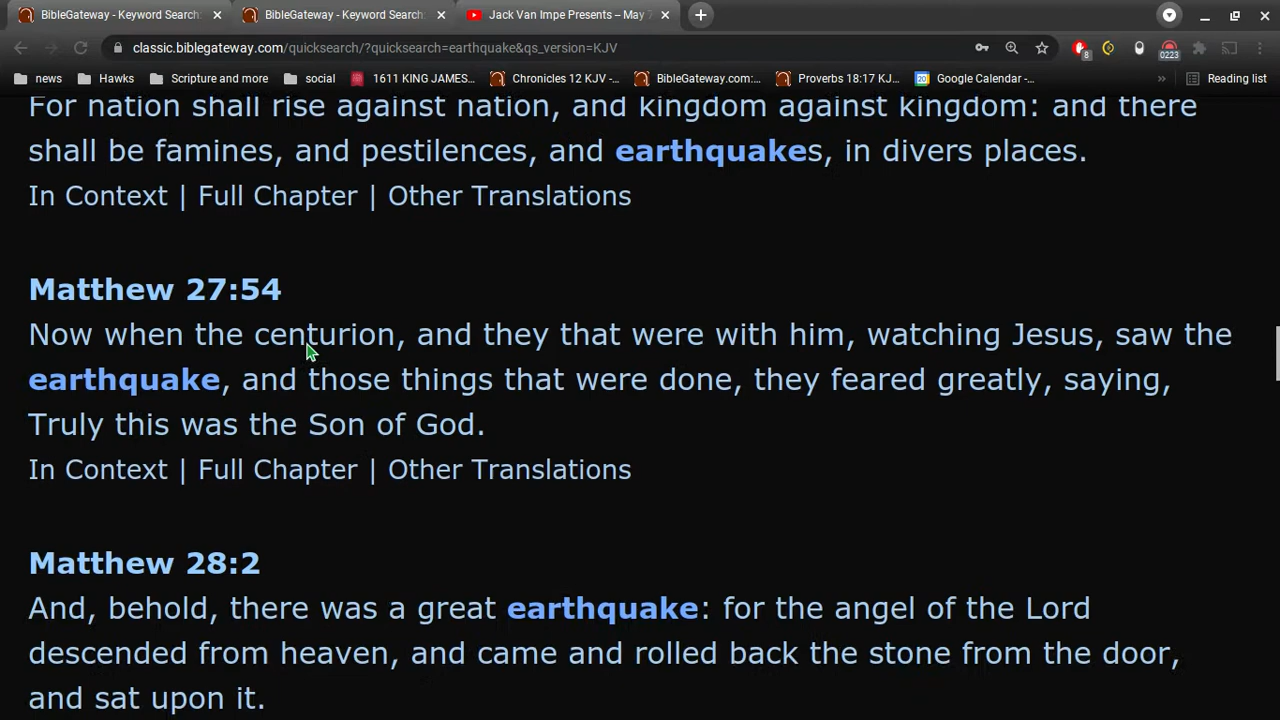 BibleGateway - Keyword Search:
BibleGateway - Keyword Search:
Jack Van Impe Presents – May 7
classic.biblegateway.com/quicksearch/?quicksearch=earthquake&qs_version=KJV
8
0223
news
Hawks
Scripture and more
social
1611 KING JAMES...
Chronicles 12 KJV -...
BibleGateway.com:...
Proverbs 18:17 KJ...
20
Google Calendar -...
»
Reading list
For nation shall rise against nation, and kingdom against kingdom: and there
shall be famines, and pestilences, and earthquakes, in divers places.
In Context | Full Chapter | Other Translations
Matthew 27:54
Now when the centurion, and they that were with him, watching Jesus, saw the
earthquake, and those things that were done, they feared greatly, saying,
Truly this was the Son of God.
In Context | Full Chapter | Other Translations
Matthew 28:2
And, behold, there was a great earthquake: for the angel of the Lord
descended from heaven, and came and rolled back the stone from the door,
and sat upon it.